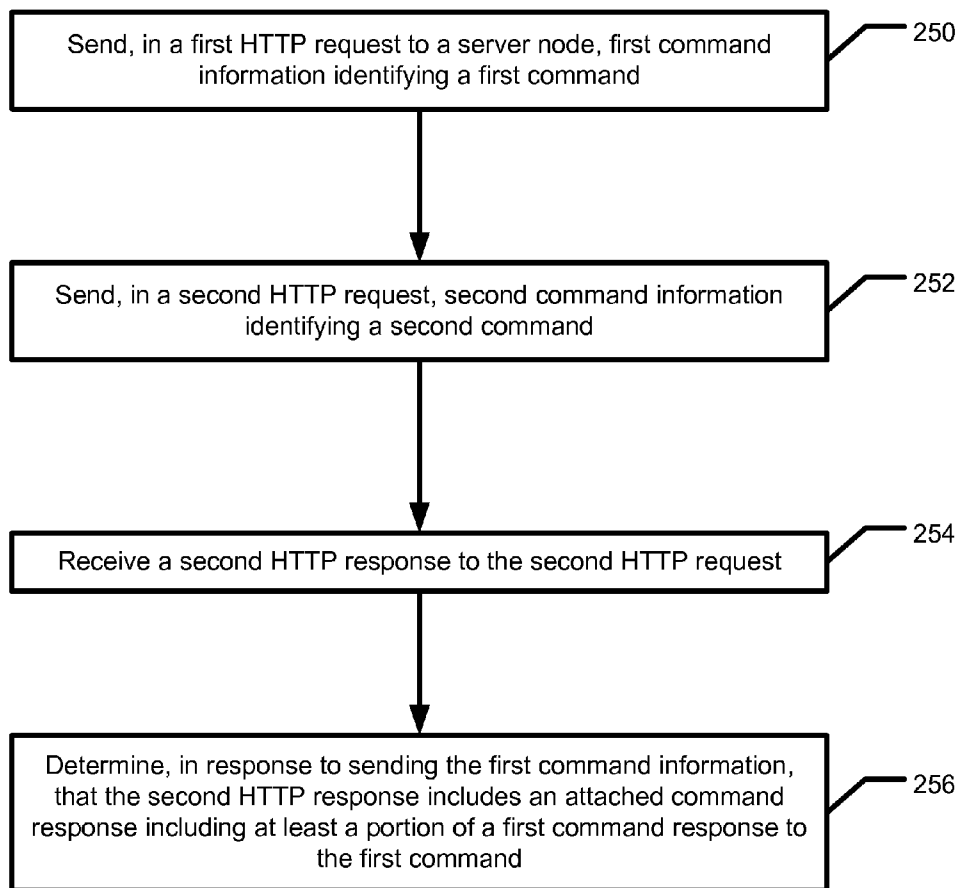 Send, in a first HTTP request to a server node, first command
information identifying a first command
250
Send, in a second HTTP request, second command information
identifying a second command
252
Receive a second HTTP response to the second HTTP request
254
Determine, in response to sending the first command information,
that the second HTTP response includes an attached command
response including at least a portion of a first command response to
the first command
256